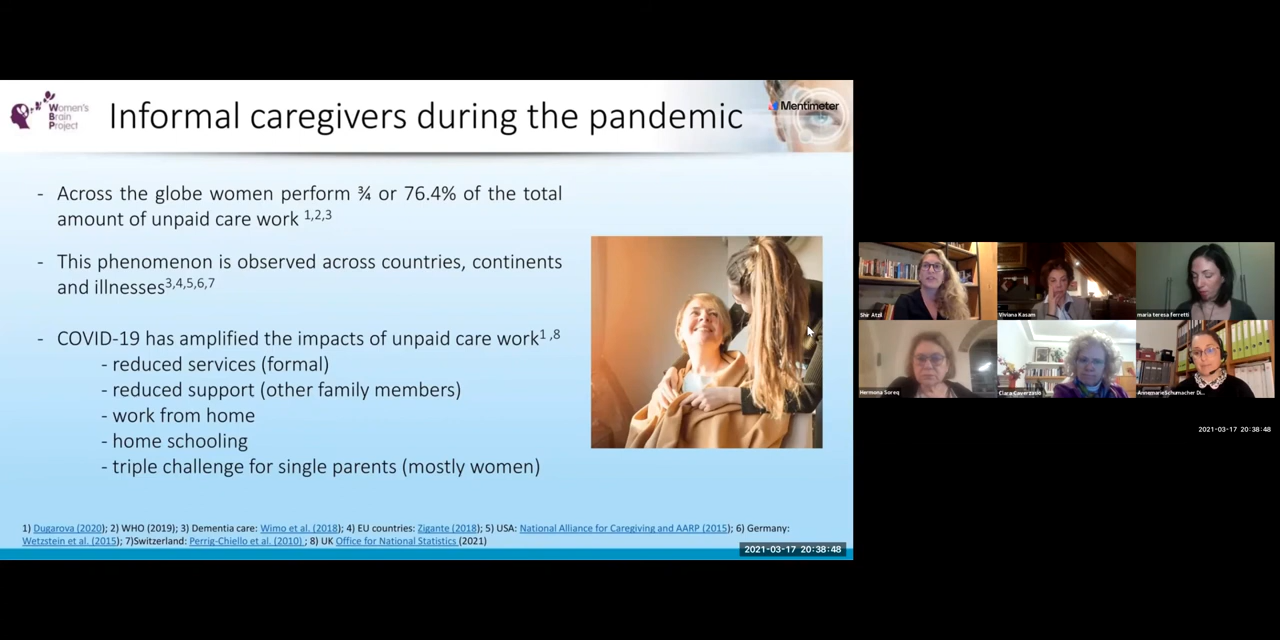 Women's
Brain
Project
Informal caregivers during the pandemic
Mentimeter
- Across the globe women perform ¾ or 76.4% of the total
amount of unpaid care work 1,2,3
- This phenomenon is observed across countries, continents
and illnesses3,4,5,6,7
- COVID-19 has amplified the impacts of unpaid care work1 ,8
- reduced services (formal)
- reduced support (other family members)
- work from home
- home schooling
- triple challenge for single parents (mostly women)
1) Dugarova (2020); 2) WHO (2019); 3) Dementia care: Wimo et al. (2018); 4) EU countries: Zigante (2018); 5) USA: National Alliance for Caregiving and AARP (2015); 6) Germany:
Wetzstein et al. (2015); 7)Switzerland: Perrig-Chiello et al. (2010) ; 8) UK Office for National Statistics (2021)
2021-03-17 20:38:48
Shir Atzil
Viviana Kasam
maria teresa ferretti
Hermona Soreq
Clara Caverzasio
Annemarie Schumacher Di...
2021-03-17 20:38:48